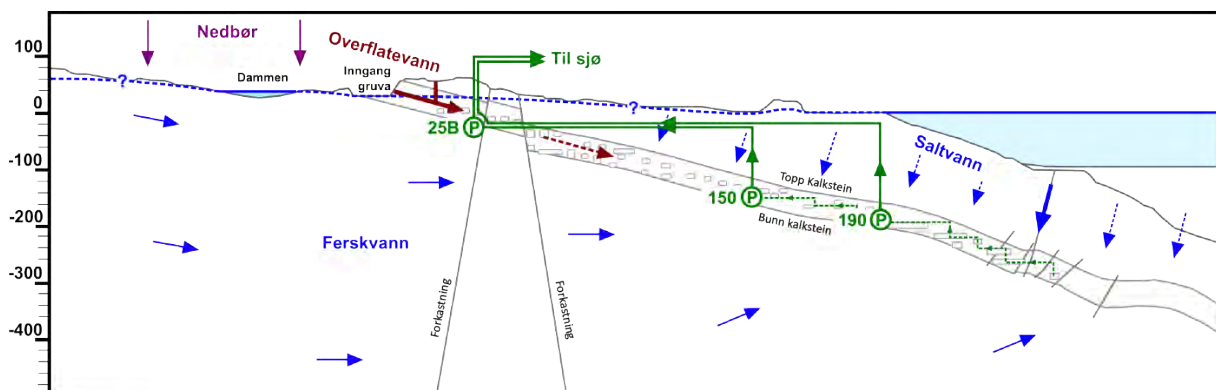 Nedbør
Overflatevann
Til sjø
100
?
Dammen
Inngang
gruva
0
?
25B
P
-100
Saltvann
Topp Kalkstein
150
P
-200
Bunn kalkstein
190
P
Ferskvann
-300
Forkastning
Forkastning
-400